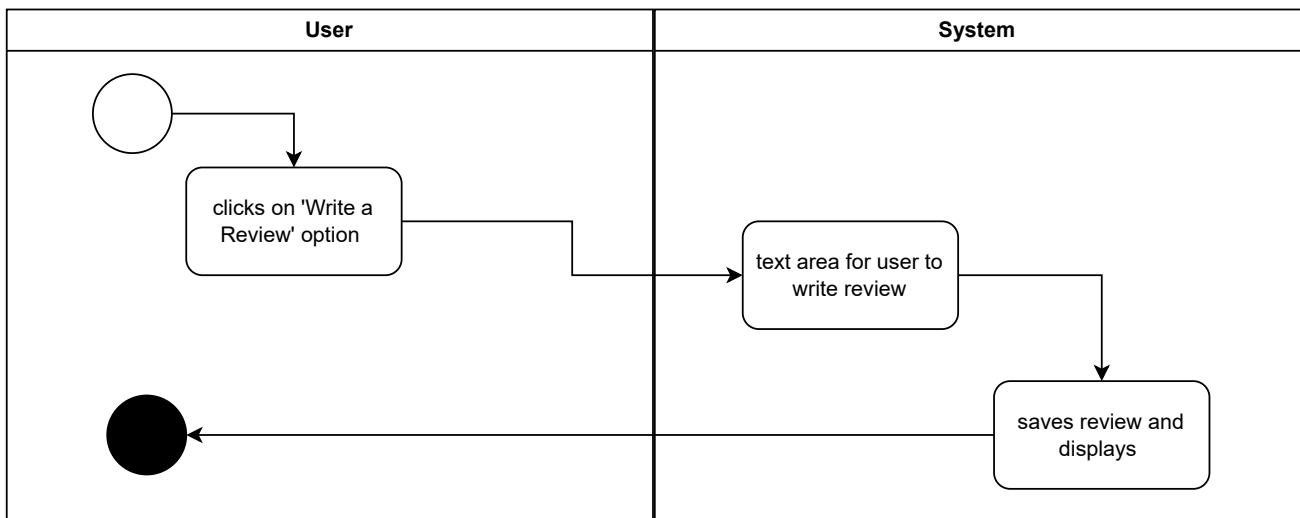 User
System
clicks on 'Write a
Review' option
text area for user to
write review
saves review and
displays